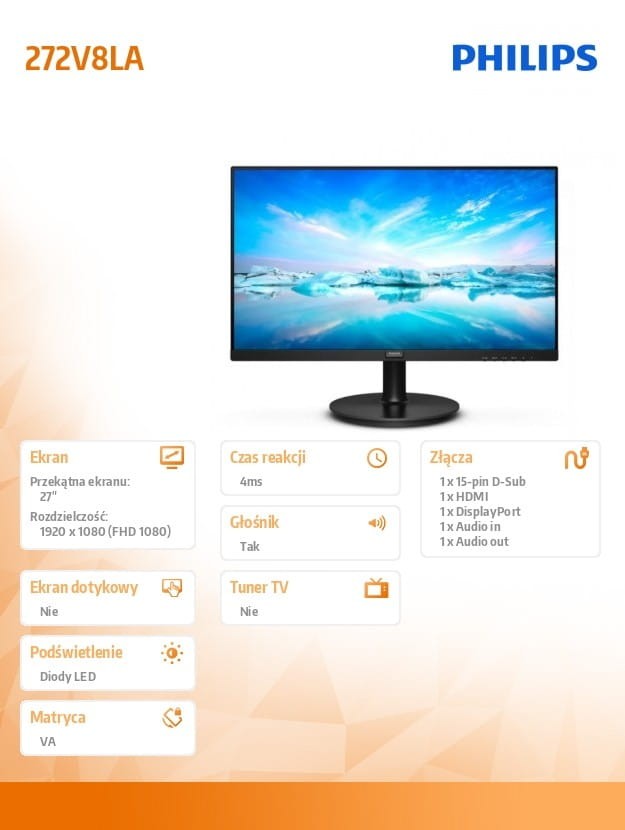 272V8LA
PHILIPS
Ekran
Przekątna ekranu:
27"
Rozdzielczość:
1920 x 1080 (FHD 1080)
Czas reakcji
4ms
Głośnik
Tak
Złącza
1 x 15-pin D-Sub
1 x HDMI
1 x DisplayPort
1 x Audio in
1 x Audio out
Ekran dotykowy
Nie
Tuner TV
Nie
Podświetlenie
Diody LED
Matryca
VA